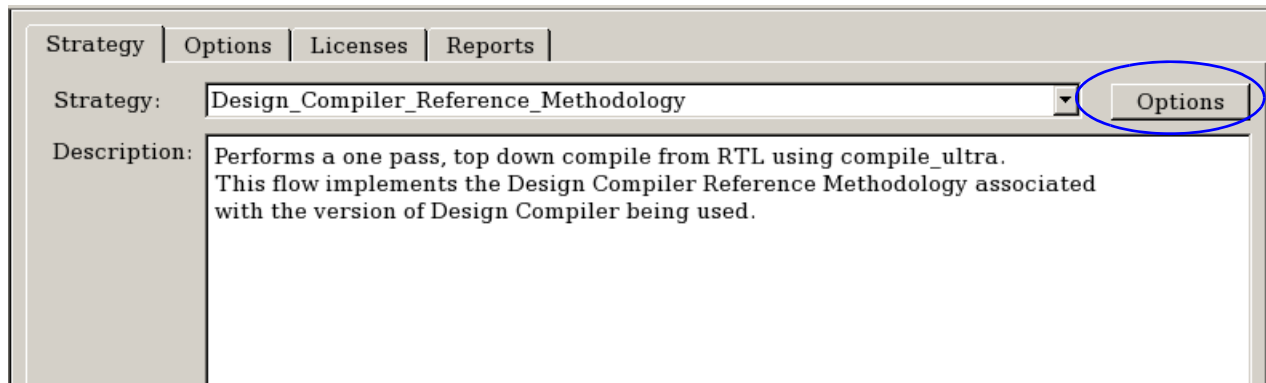 Strategy Options Licenses Reports
Strategy: Design_Compiler_Reference_Methodology Options
Description: Performs a one pass, top down compile from RTL using compile_ultra.
This flow implements the Design Compiler Reference Methodology associated
with the version of Design Compiler being used.